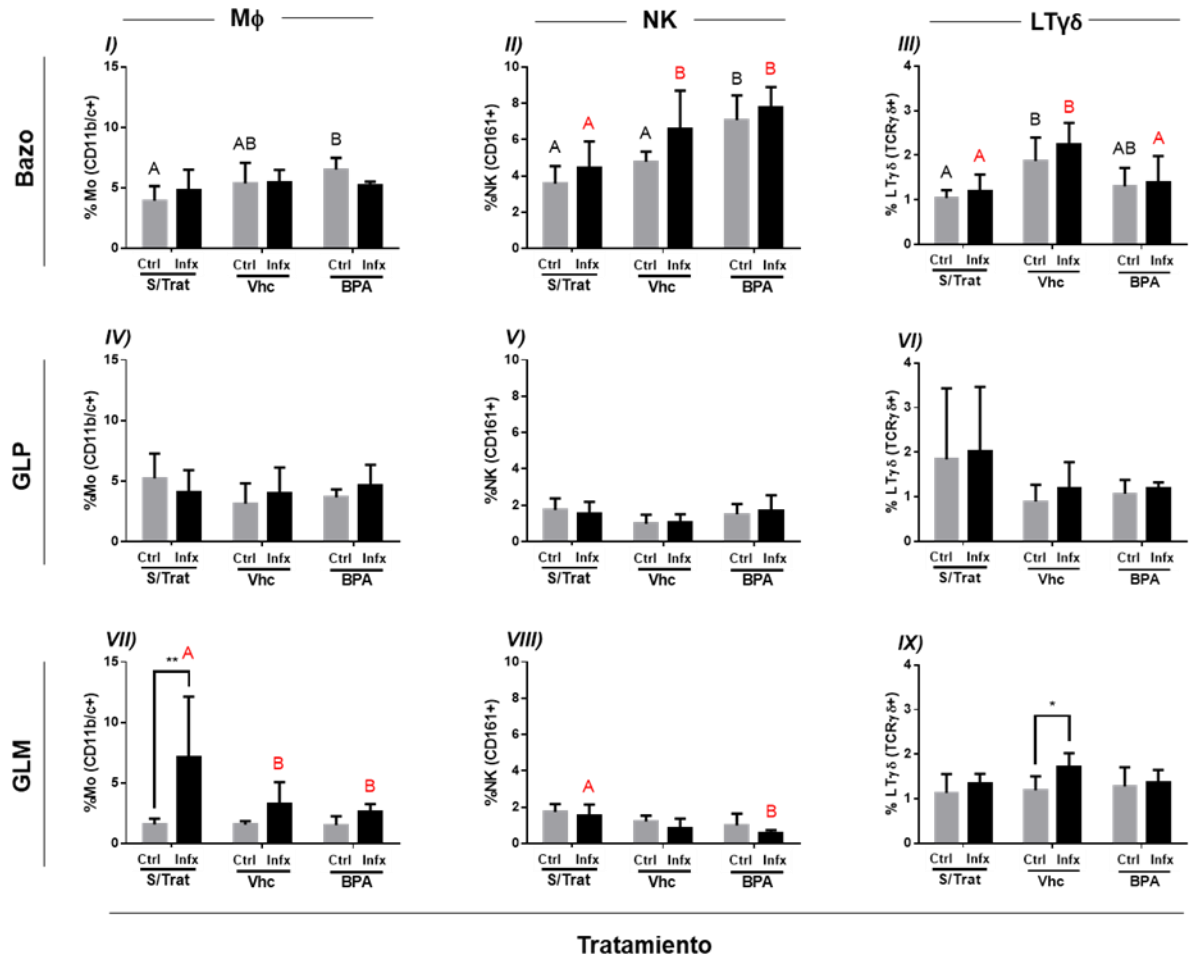 Mϕ
NK
LTγδ
Bazo
I)
A
AB
B
% Mo (CD11b/c+)
15
10
5
0
Ctrl Infx Ctrl Infx Ctrl Infx
S/Trat Vhc BPA
II)
A
A
A
B
B
B
%NK (CD161+)
10
8
6
4
2
0
Ctrl Infx Ctrl Infx Ctrl Infx
S/Trat Vhc BPA
III)
A
A
B
B
AB
A
% LTγδ (TCRγδ+)
4
3
2
1
0
Ctrl Infx Ctrl Infx Ctrl Infx
S/Trat Vhc BPA
GLP
IV)
%Mo (CD11b/c+)
15
10
5
0
Ctrl Infx Ctrl Infx Ctrl Infx
S/Trat Vhc BPA
V)
%NK (CD161+)
10
8
6
4
2
0
Ctrl Infx Ctrl Infx Ctrl Infx
S/Trat Vhc BPA
VI)
% LTγδ (TCRγδ+)
4
3
2
1
0
Ctrl Infx Ctrl Infx Ctrl Infx
S/Trat Vhc BPA
GLM
VII)
** A
B
B
%Mo (CD11b/c+)
15
10
5
0
Ctrl Infx Ctrl Infx Ctrl Infx
S/Trat Vhc BPA
VIII)
A
B
%NK (CD161+)
10
8
6
4
2
0
Ctrl Infx Ctrl Infx Ctrl Infx
S/Trat Vhc BPA
IX)
*
% LTγδ (TCRγδ+)
4
3
2
1
0
Ctrl Infx Ctrl Infx Ctrl Infx
S/Trat Vhc BPA
Tratamiento